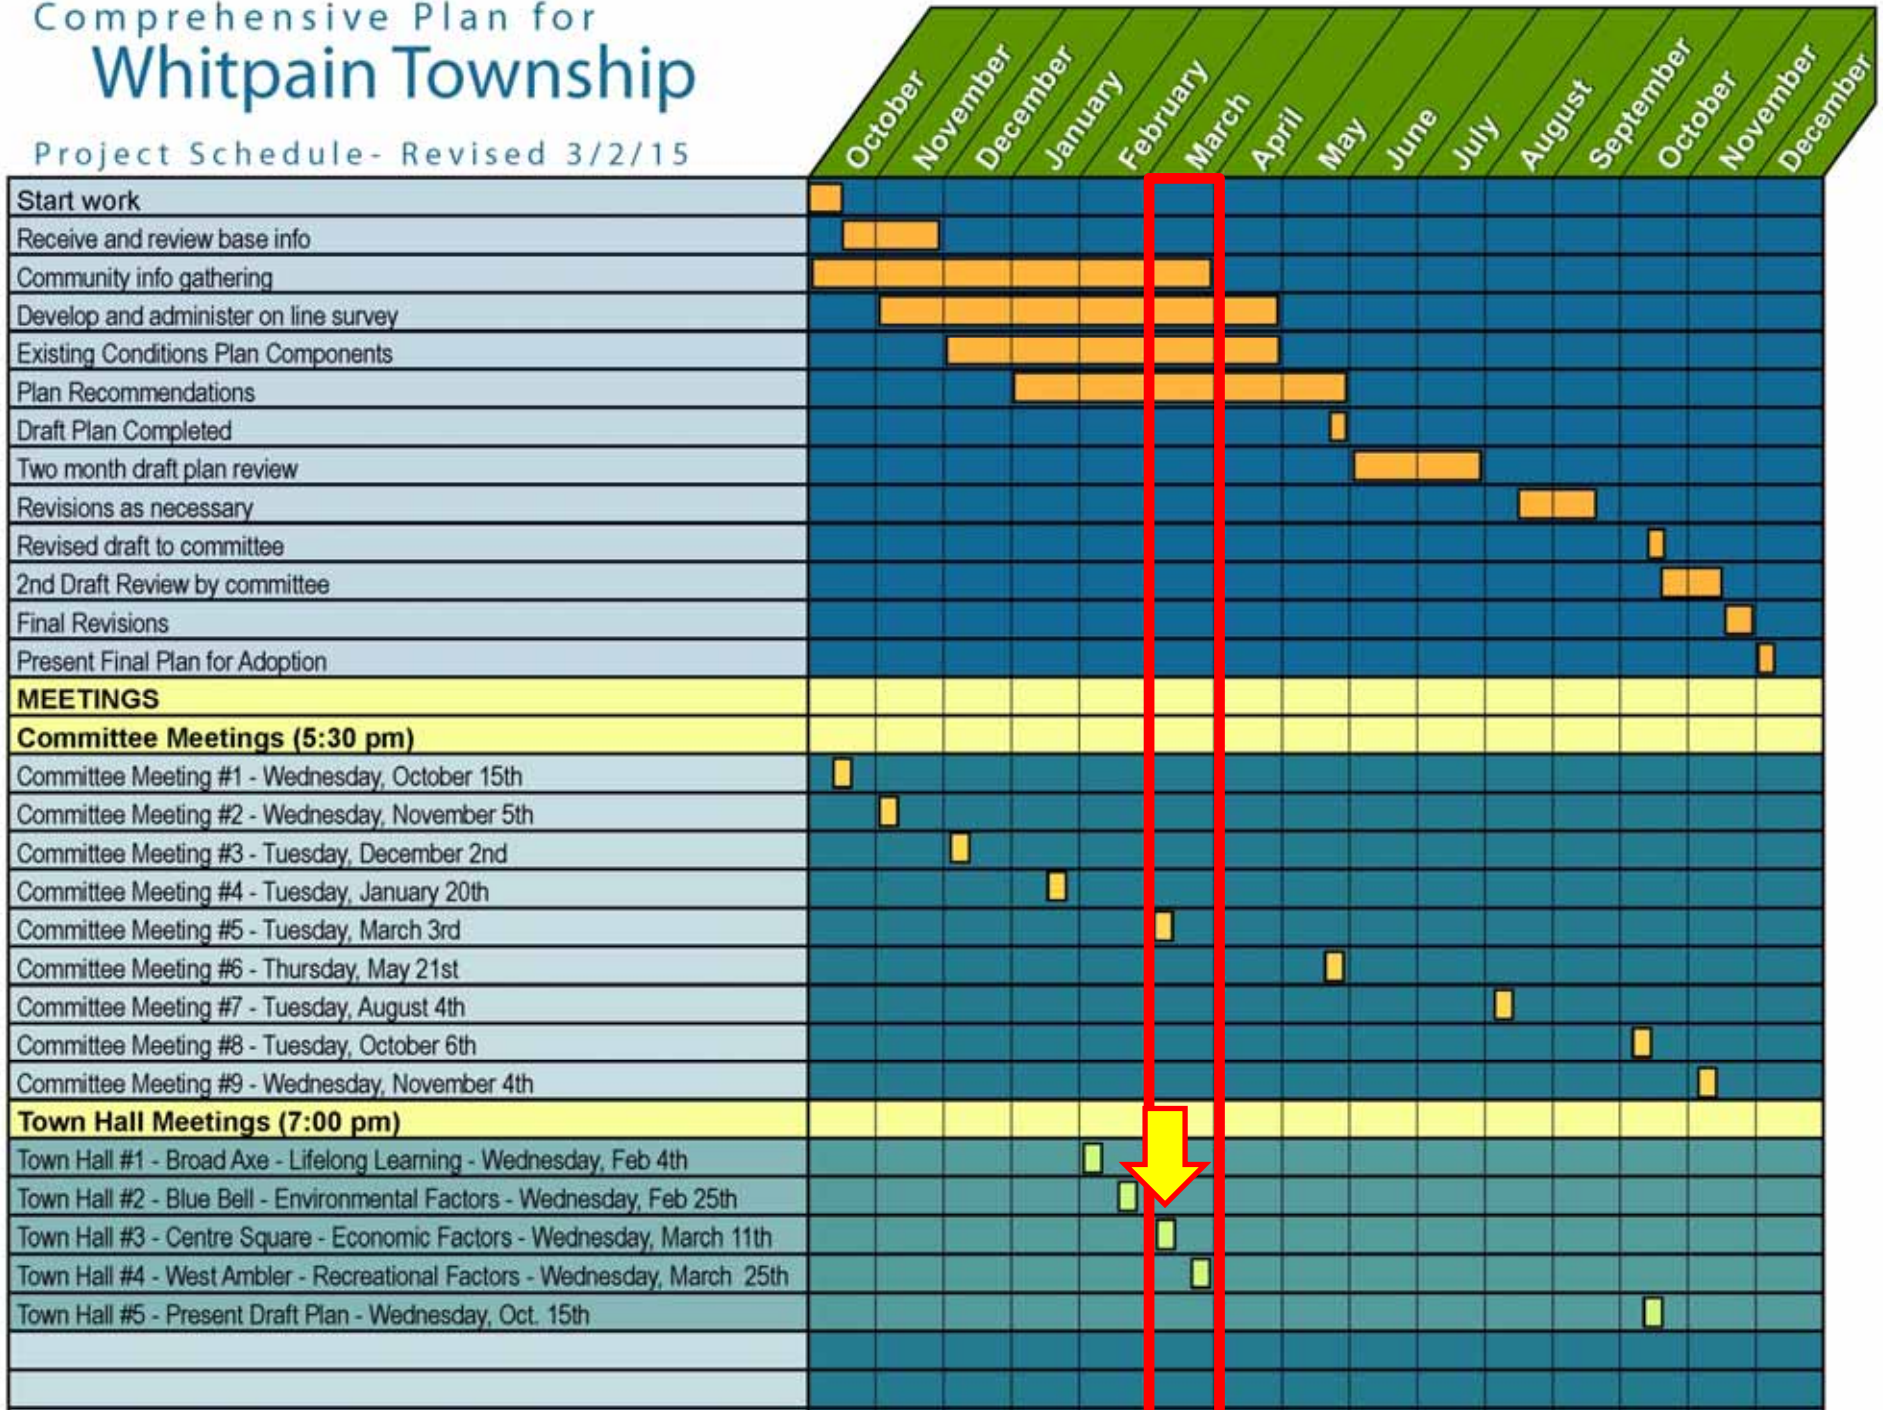 Comprehensive Plan for
Whitpain Township
Project Schedule- Revised 3/2/15
October
November
December
January
February
March
April
May
June
July
August
September
October
November
December
Start work
Receive and review base info
Community info gathering
Develop and administer on line survey
Existing Conditions Plan Components
Plan Recommendations
Draft Plan Completed
Two month draft plan review
Revisions as necessary
Revised draft to committee
2nd Draft Review by committee
Final Revisions
Present Final Plan for Adoption
MEETINGS
Committee Meetings (5:30 pm)
Committee Meeting #1 - Wednesday, October 15th
Committee Meeting #2 - Wednesday, November 5th
Committee Meeting #3 - Tuesday, December 2nd
Committee Meeting #4 - Tuesday, January 20th
Committee Meeting #5 - Tuesday, March 3rd
Committee Meeting #6 - Thursday, May 21st
Committee Meeting #7 - Tuesday, August 4th
Committee Meeting #8 - Tuesday, October 6th
Committee Meeting #9 - Wednesday, November 4th
Town Hall Meetings (7:00 pm)
Town Hall #1 - Broad Axe - Lifelong Learning - Wednesday, Feb 4th
Town Hall #2 - Blue Bell - Environmental Factors - Wednesday, Feb 25th
Town Hall #3 - Centre Square - Economic Factors - Wednesday, March 11th
Town Hall #4 - West Ambler - Recreational Factors - Wednesday, March 25th
Town Hall #5 - Present Draft Plan - Wednesday, Oct. 15th